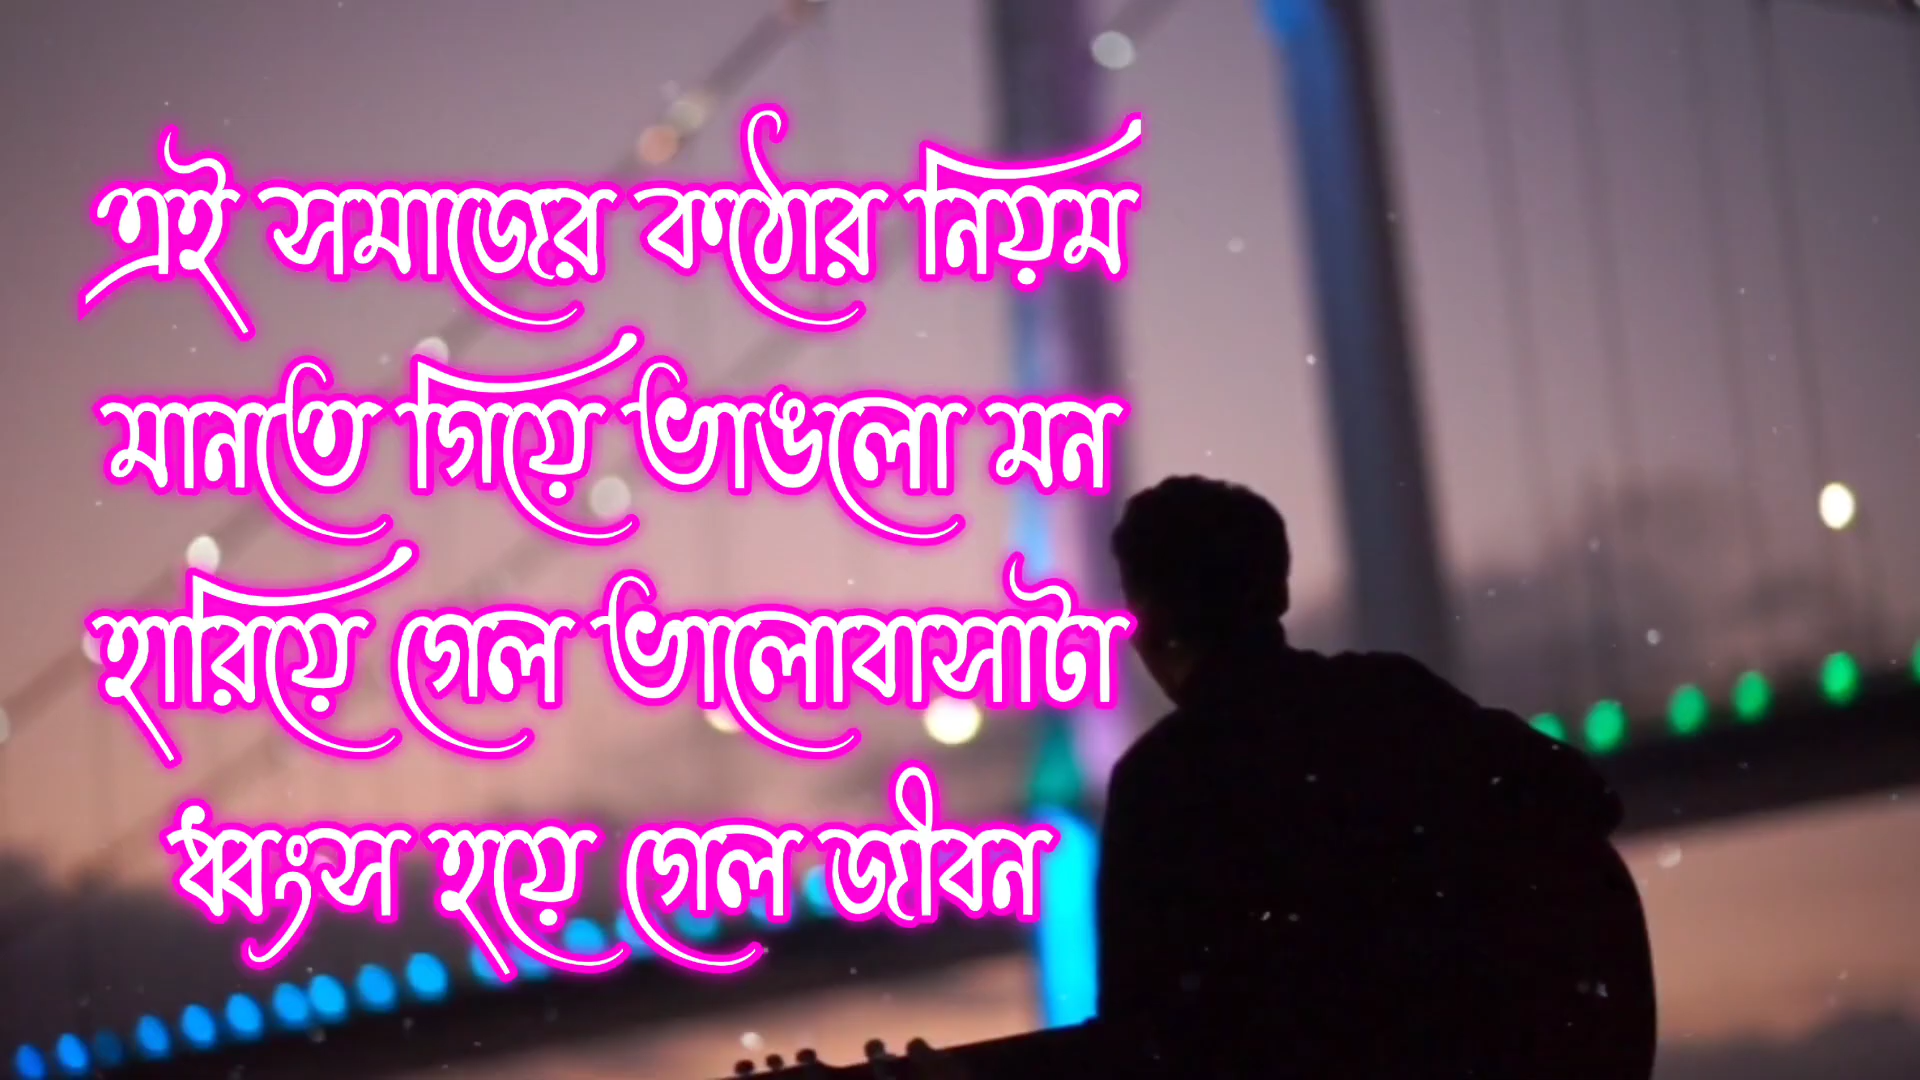 এই সমাজের কঠোর নিয়ম
মানতে গিয়ে ভাঙলো মন
হারিয়ে গেল ভালোবাসাটা
ধ্বংস হয়ে গেল জীবন